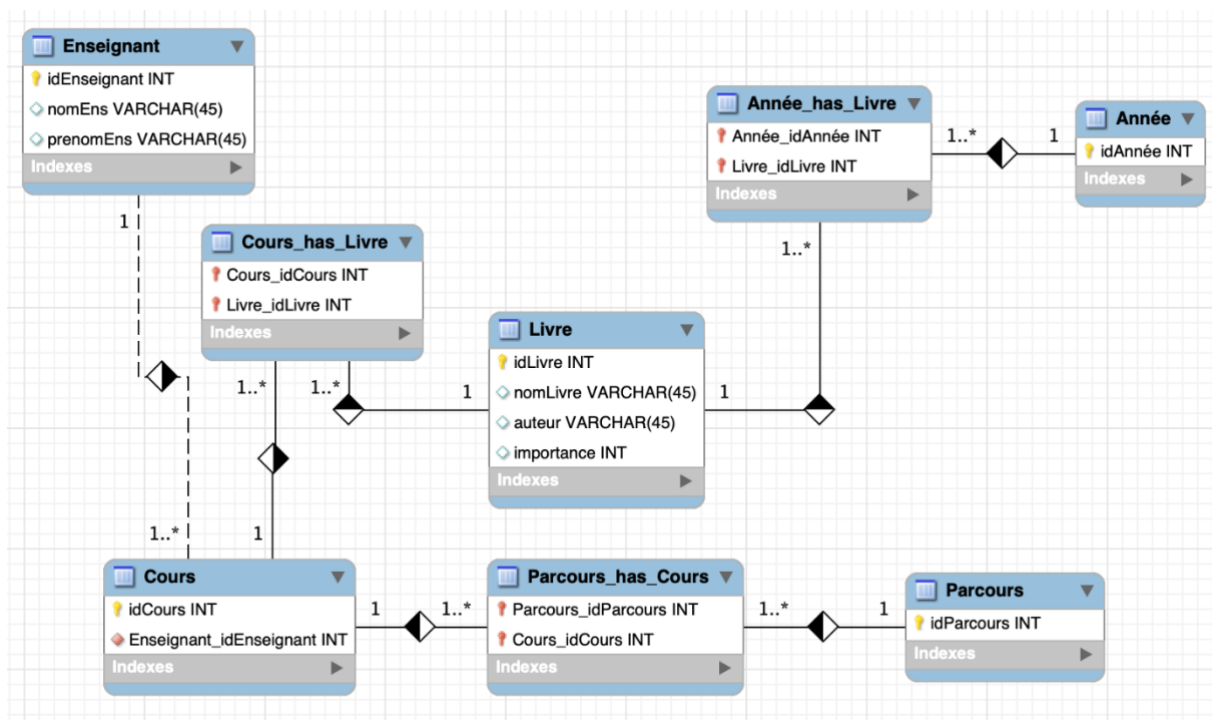 Enseignant
idEnseignant INT
nomEns VARCHAR(45)
prenomEns VARCHAR(45)
Indexes
1
1..*
Cours_has_Livre
Cours_idCours INT
Livre_idLivre INT
Indexes
1..*
1..*
1
1
Livre
idLivre INT
nomLivre VARCHAR(45)
auteur VARCHAR(45)
importance INT
Indexes
1
1..*
Année_has_Livre
Année_idAnnée INT
Livre_idLivre INT
Indexes
1..*
1
Année
idAnnée INT
Indexes
Cours
idCours INT
Enseignant_idEnseignant INT
Indexes
1
1..*
Parcours_has_Cours
Parcours_idParcours INT
Cours_idCours INT
Indexes
1..*
1
Parcours
idParcours INT
Indexes